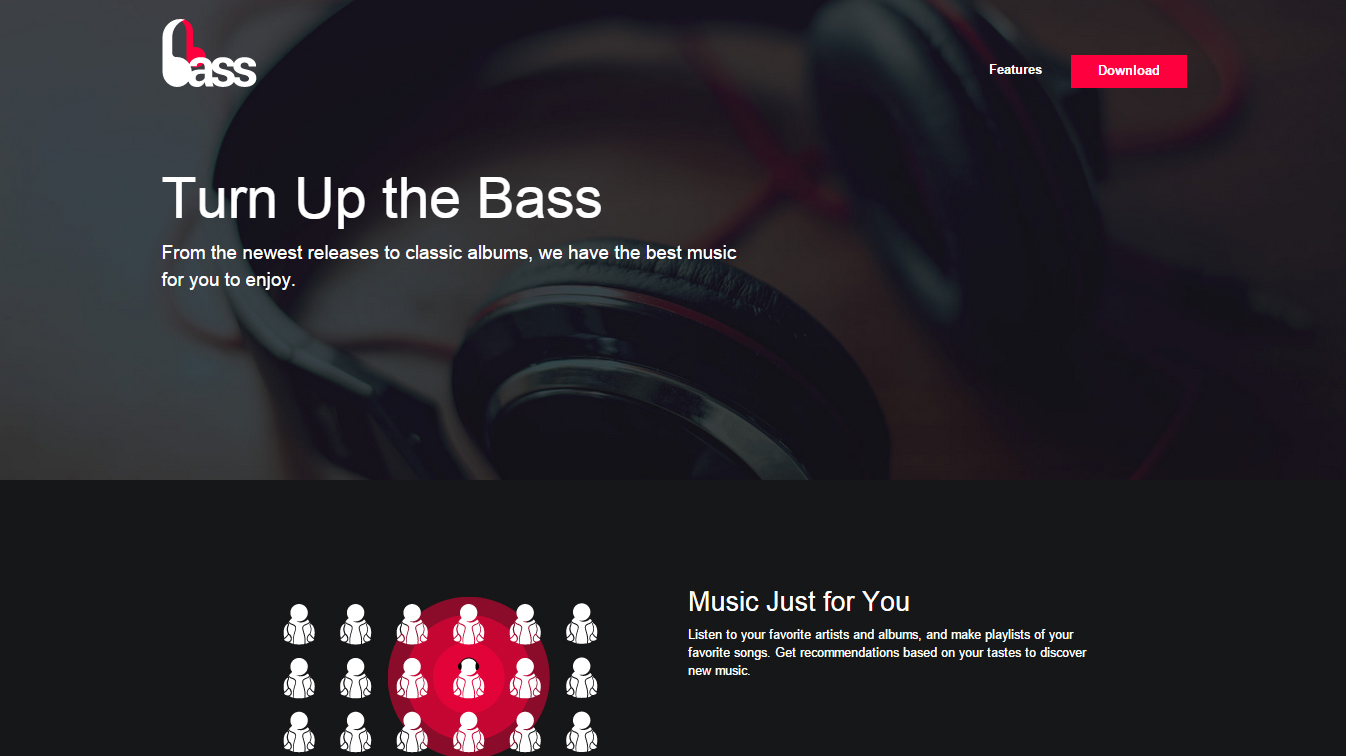 bass
Features
Download
Turn Up the Bass
From the newest releases to classic albums, we have the best music
for you to enjoy.
Music Just for You
Listen to your favorite artists and albums, and make playlists of your
favorite songs. Get recommendations based on your tastes to discover
new music.